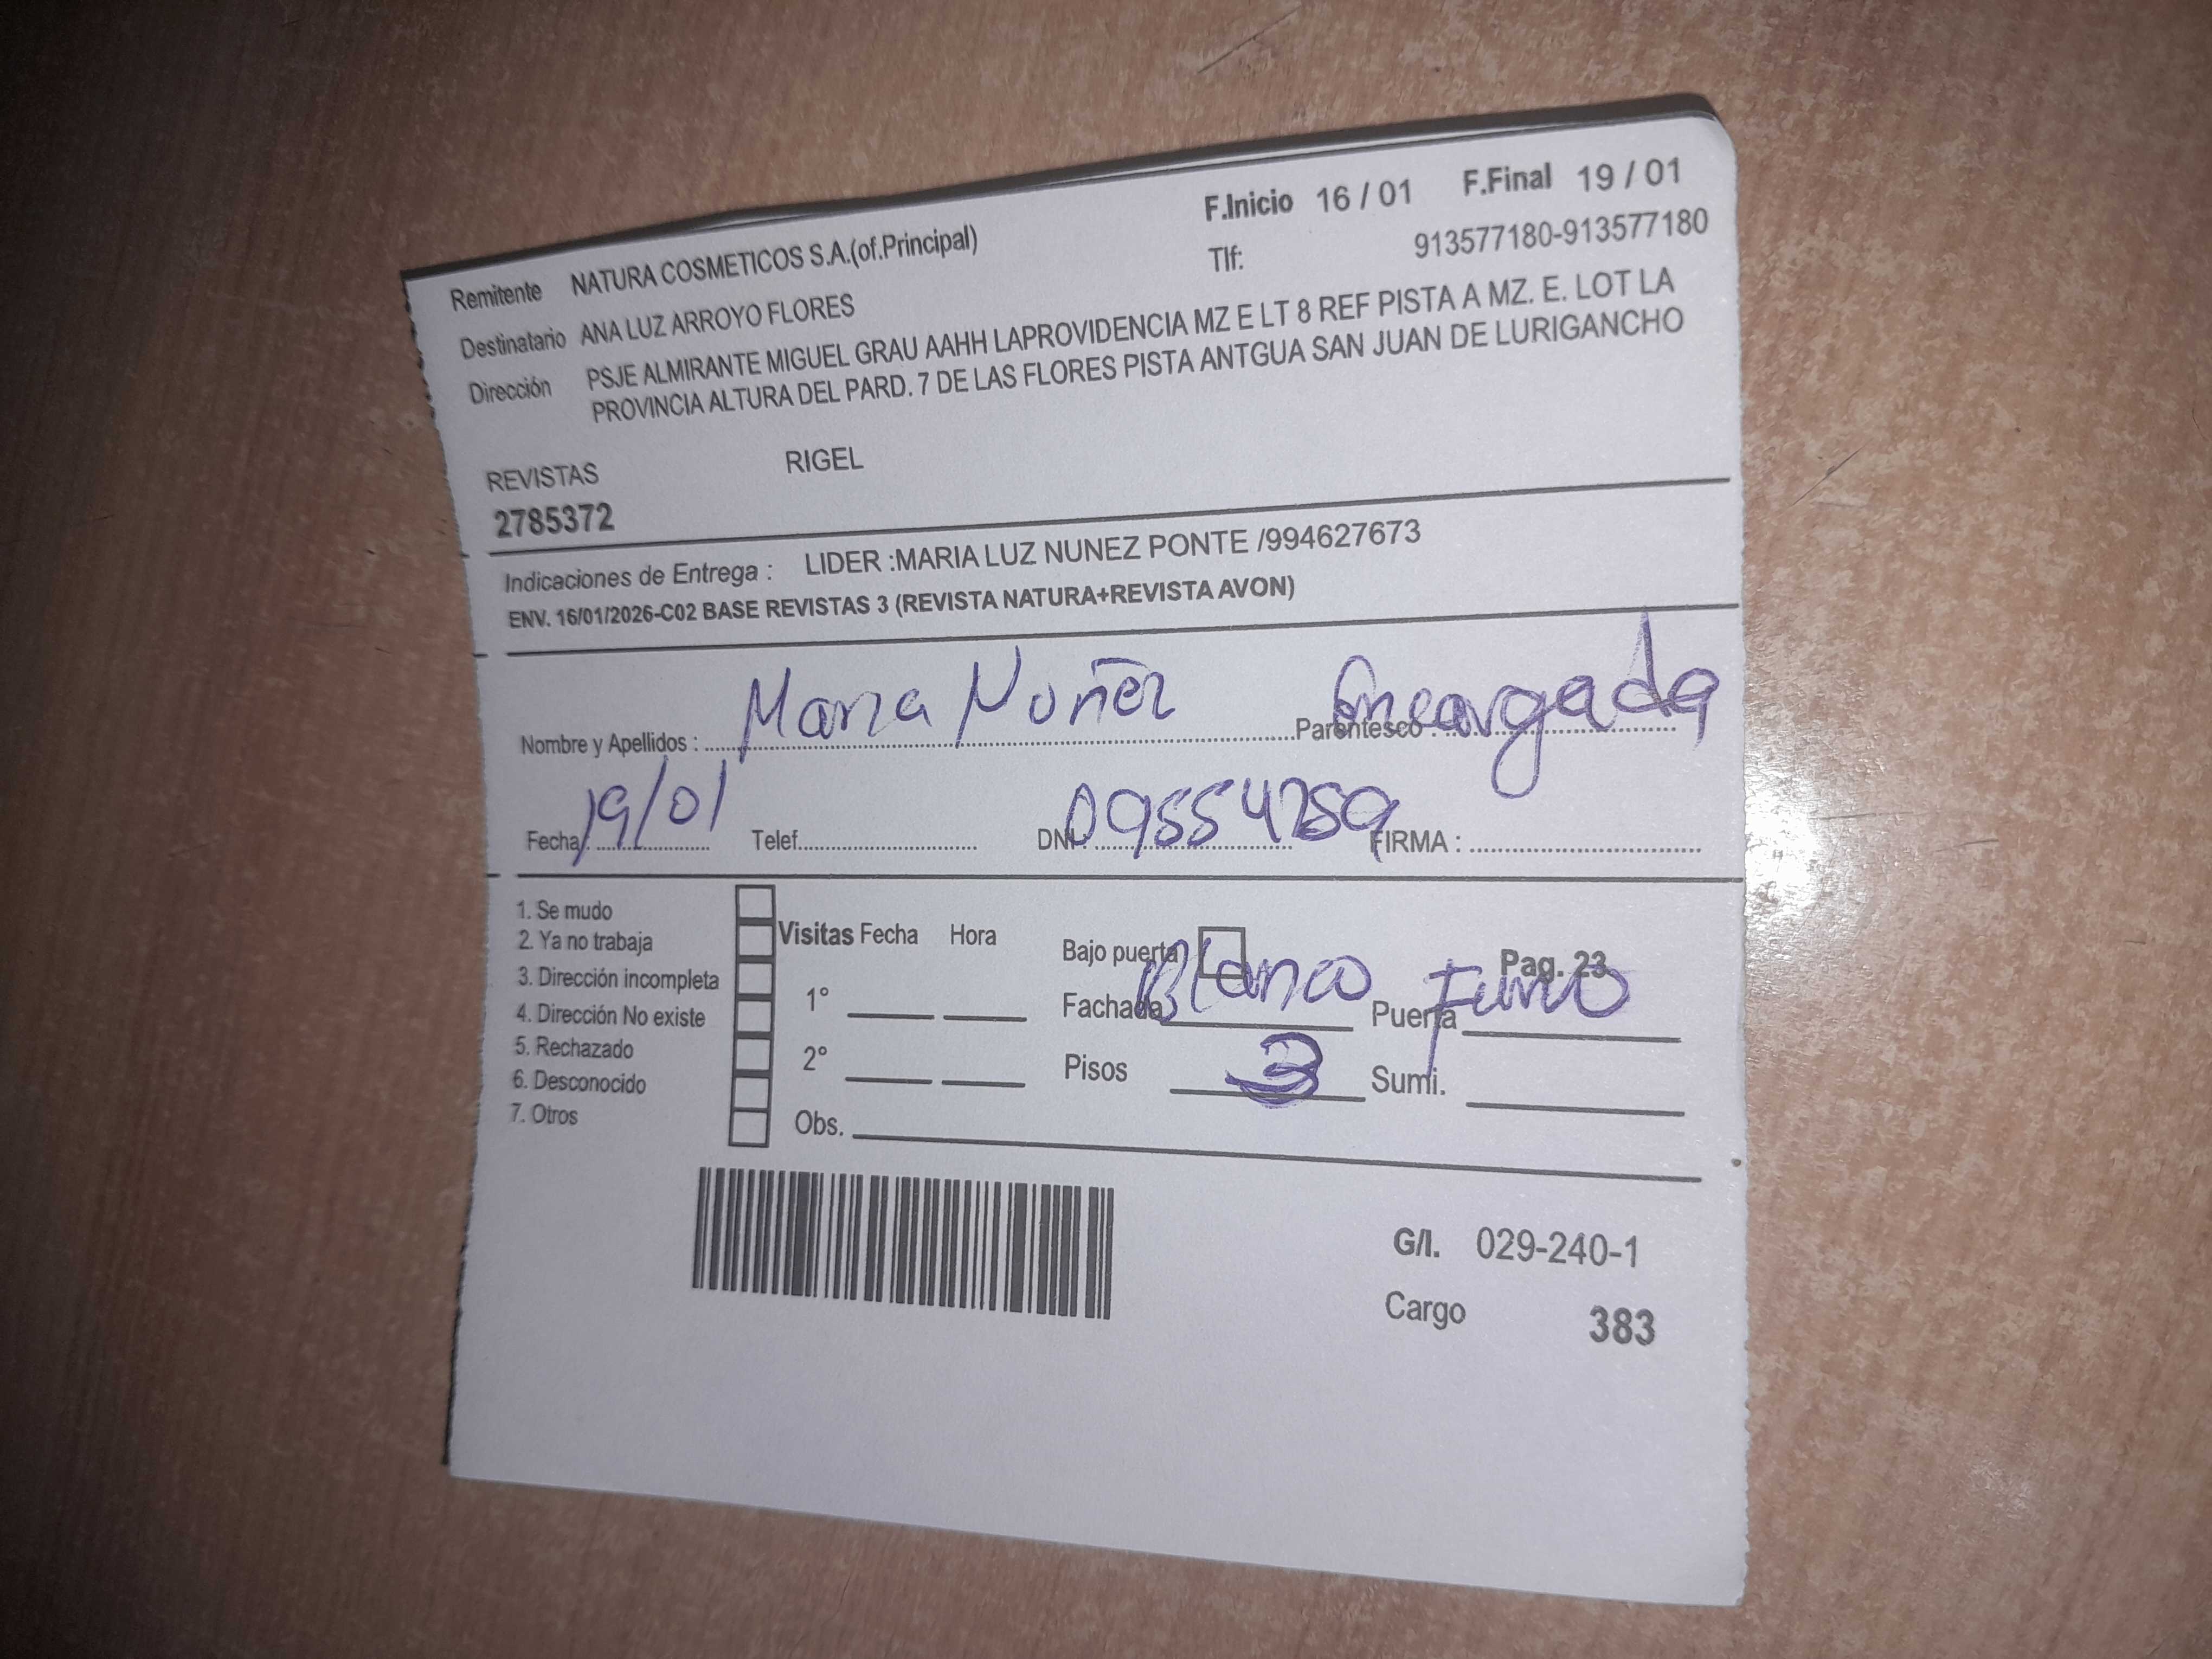 F.Inicio 16 / 01 F.Final 19 / 01
Remitente NATURA COSMETICOS S.A.(of.Principal) Tlf: 913577180-913577180
Destinatario ANA LUZ ARROYO FLORES
Dirección PSJE ALMIRANTE MIGUEL GRAU AAHH LAPROVIDENCIA MZ E LT 8 REF PISTA A MZ. E. LOT LA
PROVINCIA ALTURA DEL PARD. 7 DE LAS FLORES PISTA ANTGUA SAN JUAN DE LURIGANCHO
REVISTAS RIGEL
2785372
Indicaciones de Entrega : LIDER :MARIA LUZ NUNEZ PONTE /994627673
ENV. 16/01/2026-C02 BASE REVISTAS 3 (REVISTA NATURA+REVISTA AVON)
Nombre y Apellidos : Maria Nuñez Parentesco : Encargada
Fecha : 19/01 Telef. DNI : 09554259 FIRMA :
1. Se mudo
2. Ya no trabaja Visitas Fecha Hora Bajo puerta Pag. 23
3. Dirección incompleta
4. Dirección No existe 1° Fachada Blanco Puerta
5. Rechazado
6. Desconocido 2° Pisos 3 Sumi.
7. Otros Obs.
G/I. 029-240-1
Cargo 383